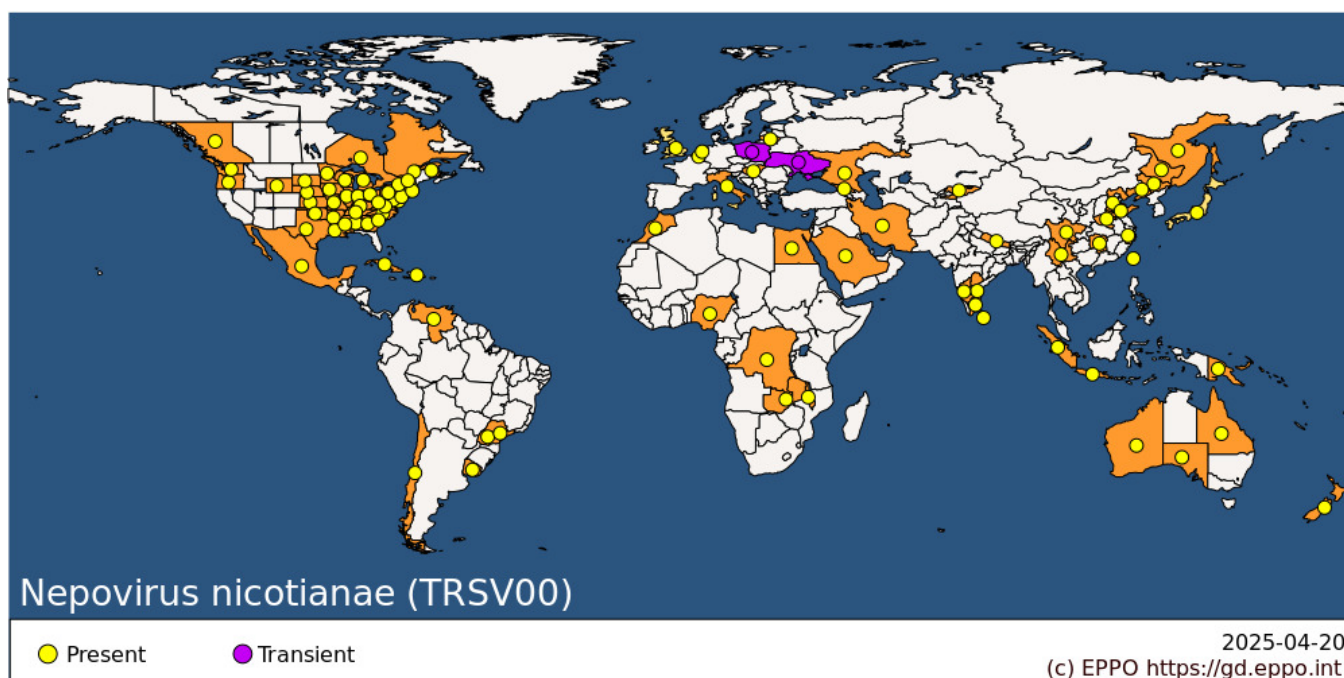 Nepovirus nicotianae (TRSV00)
Present
Transient
2025-04-20
(c) EPPO https://gd.eppo.int